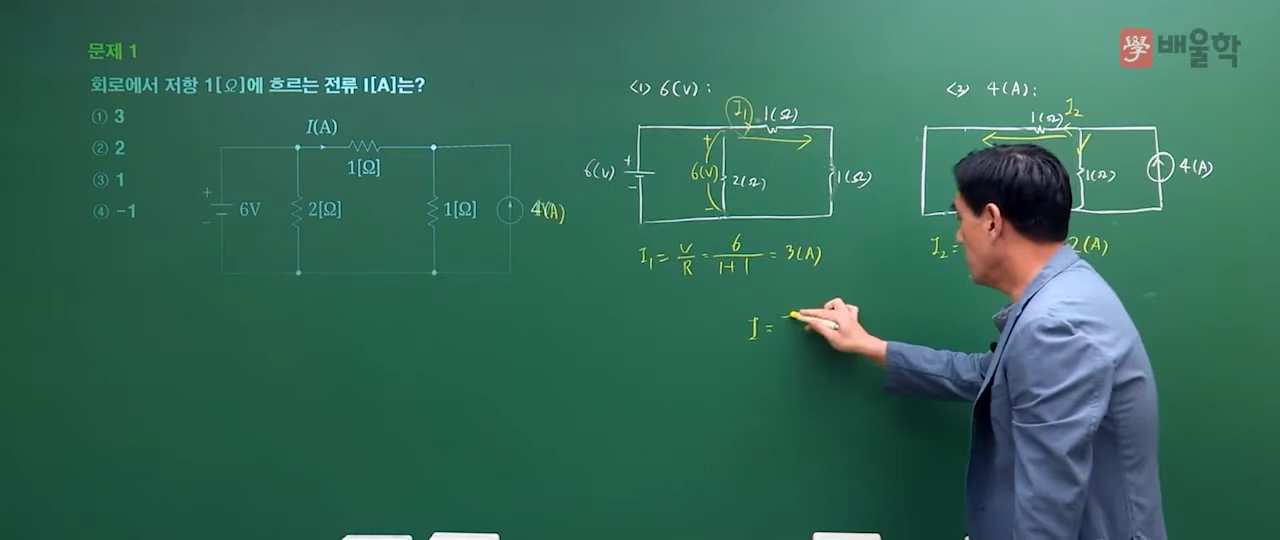 문제 1
회로에서 저항 1[Ω]에 흐르는 전류 I[A]는?
① 3
② 2
③ 1
④ -1
I(A)
1[Ω]
+
-
6V
2[Ω]
1[Ω]
4(A)
<1> 6(V) :
I₁
1(Ω)
6(V)
+
-
+
6(V)
-
2(Ω)
1(Ω)
I₁ = V/R = 6/(1+1) = 3(A)
I =
學 배울학
<2> 4(A) :
I₂
1(Ω)
1(Ω)
4(A)
I₂ =
2(A)